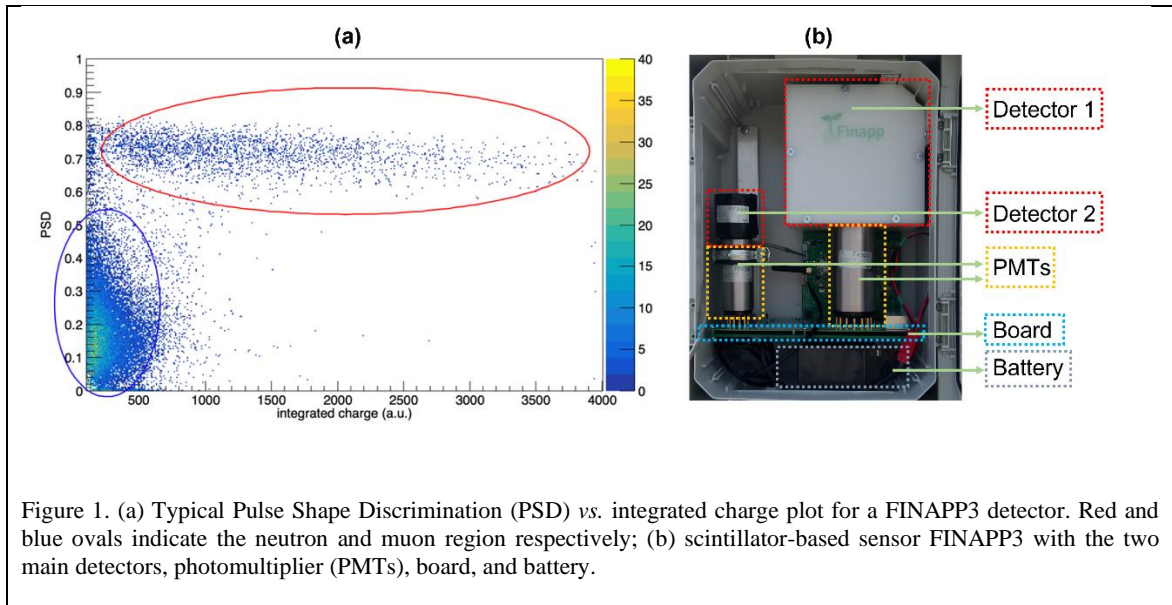 (a)
(b)
1
0.9
0.8
0.7
0.6
0.5
0.4
0.3
0.2
0.1
0
PSD
500
1000
1500
2000
2500
3000
3500
4000
integrated charge (a.u.)
40
35
30
25
20
15
10
5
0
Finapp
Detector 1
Detector 2
PMTs
Board
Battery
Figure 1. (a) Typical Pulse Shape Discrimination (PSD) vs. integrated charge plot for a FINAPP3 detector. Red and
blue ovals indicate the neutron and muon region respectively; (b) scintillator-based sensor FINAPP3 with the two
main detectors, photomultiplier (PMTs), board, and battery.